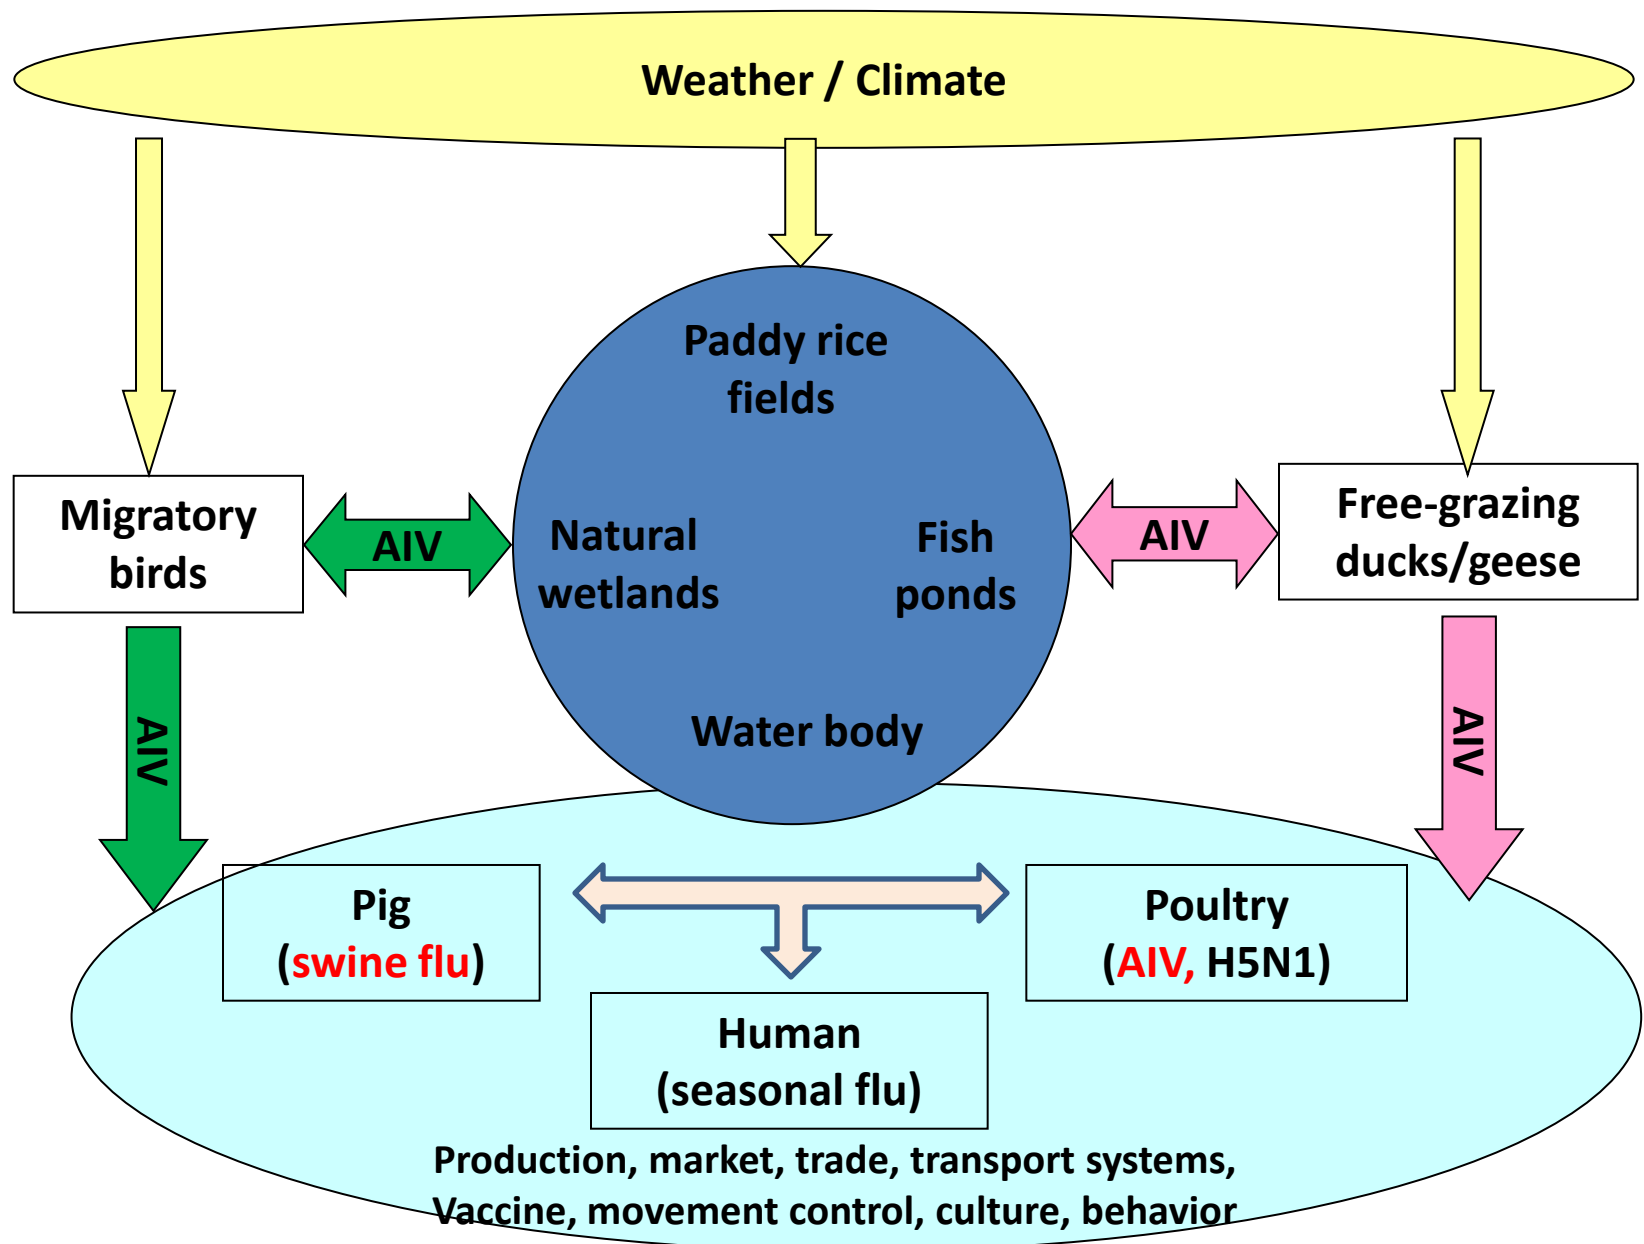 Weather / Climate
Paddy rice
fields
Migratory
birds
AIV
Natural
wetlands
Fish
ponds
AIV
Free-grazing
ducks/geese
Water body
AIV
AIV
Pig
(swine flu)
Poultry
(AIV, H5N1)
Human
(seasonal flu)
Production, market, trade, transport systems,
Vaccine, movement control, culture, behavior